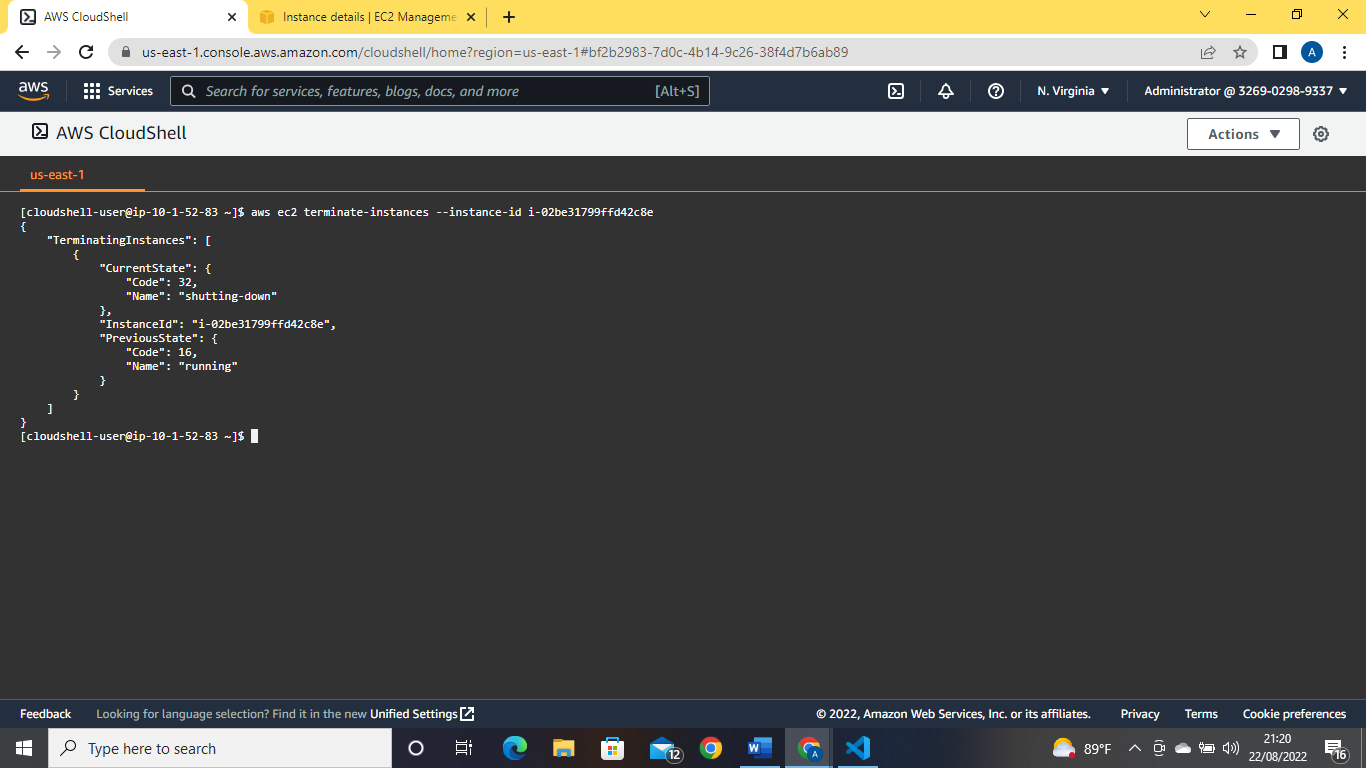 AWS CloudShell
Instance details | EC2 Manageme
us-east-1.console.aws.amazon.com/cloudshell/home?region=us-east-1#bf2b2983-7d0c-4b14-9c26-38f4d7b6ab89
A
aws
Services
Search for services, features, blogs, docs, and more
[Alt+S]
N. Virginia
Administrator @ 3269-0298-9337
AWS CloudShell
Actions
us-east-1
[cloudshell-user@ip-10-1-52-83 ~]$ aws ec2 terminate-instances --instance-id i-02be31799ffd42c8e
{
    "TerminatingInstances": [
        {
            "CurrentState": {
                "Code": 32,
                "Name": "shutting-down"
            },
            "InstanceId": "i-02be31799ffd42c8e",
            "PreviousState": {
                "Code": 16,
                "Name": "running"
            }
        }
    ]
}
[cloudshell-user@ip-10-1-52-83 ~]$
Feedback
Looking for language selection? Find it in the new Unified Settings
© 2022, Amazon Web Services, Inc. or its affiliates.
Privacy
Terms
Cookie preferences
Type here to search
12
W
A
89°F
21:20
22/08/2022
16